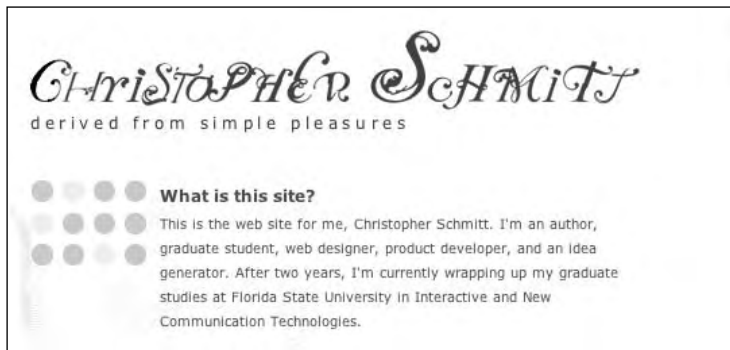 CHriSTOPHER ScHMiTT
derived from simple pleasures
What is this site?
This is the web site for me, Christopher Schmitt. I'm an author,
graduate student, web designer, product developer, and an idea
generator. After two years, I'm currently wrapping up my graduate
studies at Florida State University in Interactive and New
Communication Technologies.